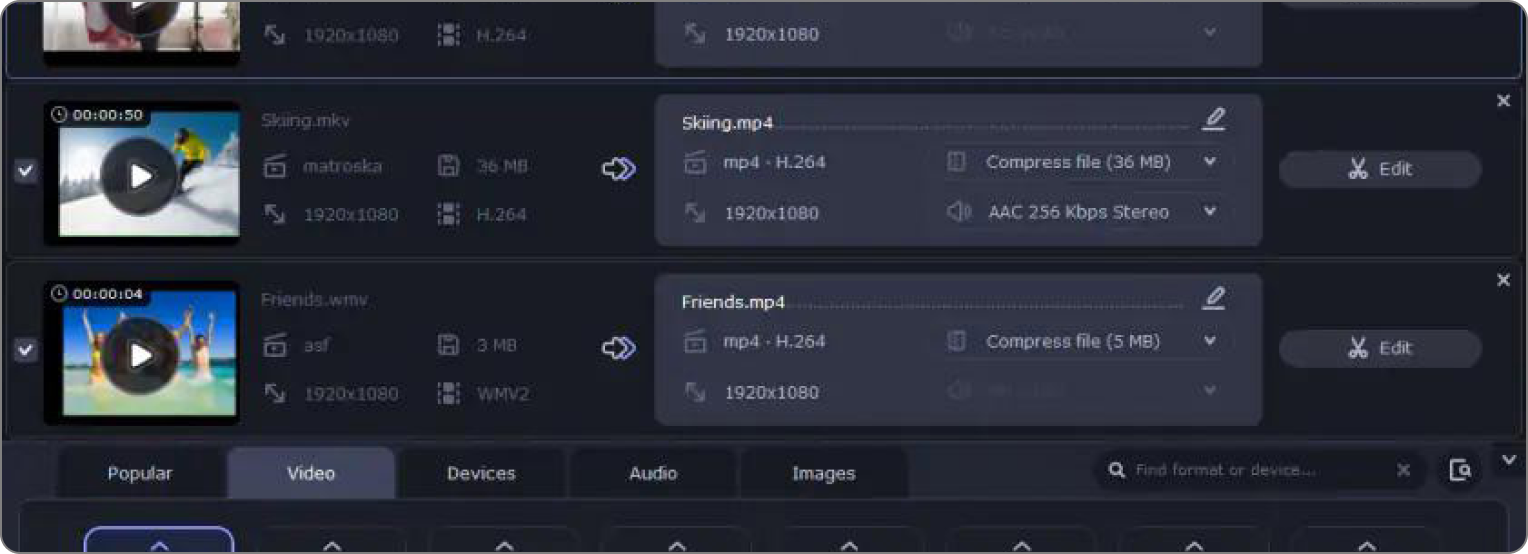 1920x1080 H.264 1920x1080
00:00:50 Skiing.mkv Skiing.mp4
matroska 36 MB mp4 · H.264 Compress file (36 MB) Edit
1920x1080 H.264 1920x1080 AAC 256 Kbps Stereo
00:00:04 Friends.wmv Friends.mp4
asf 3 MB mp4 · H.264 Compress file (5 MB) Edit
1920x1080 WMV2 1920x1080
Popular Video Devices Audio Images Find format or device...